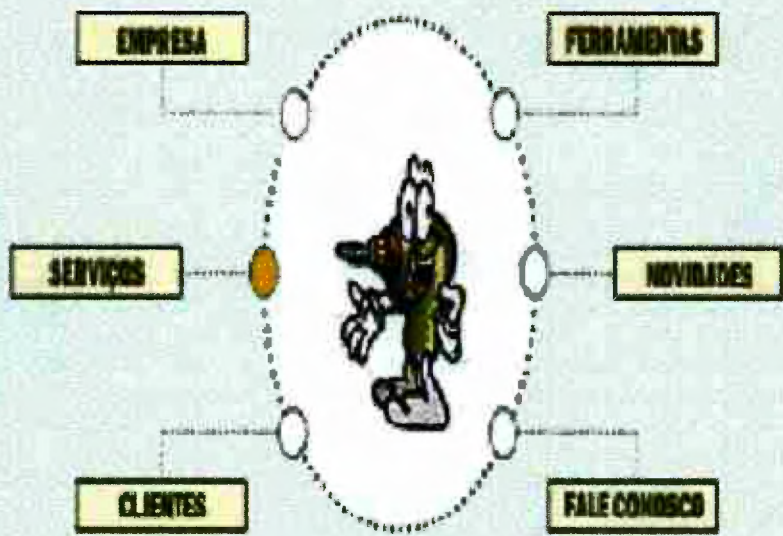 EMPRESA
FERRAMENTAS
SERVIÇOS
NOVIDADES
CLIENTES
FALE CONOSCO